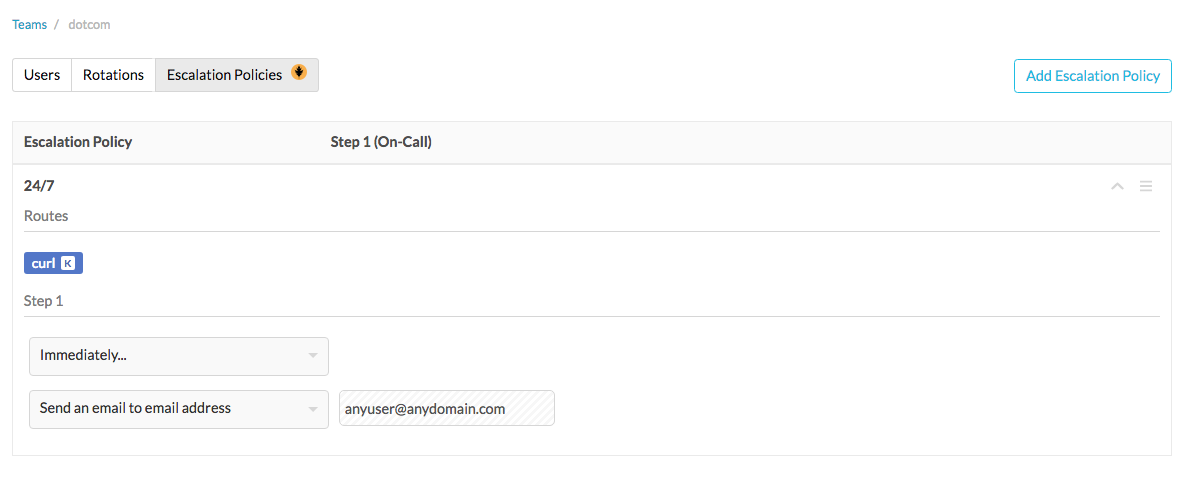 Teams / dotcom
Users Rotations Escalation Policies Add Escalation Policy
Escalation Policy Step 1 (On-Call)
24/7
Routes
curl K
Step 1
Immediately...
Send an email to email address anyuser@anydomain.com